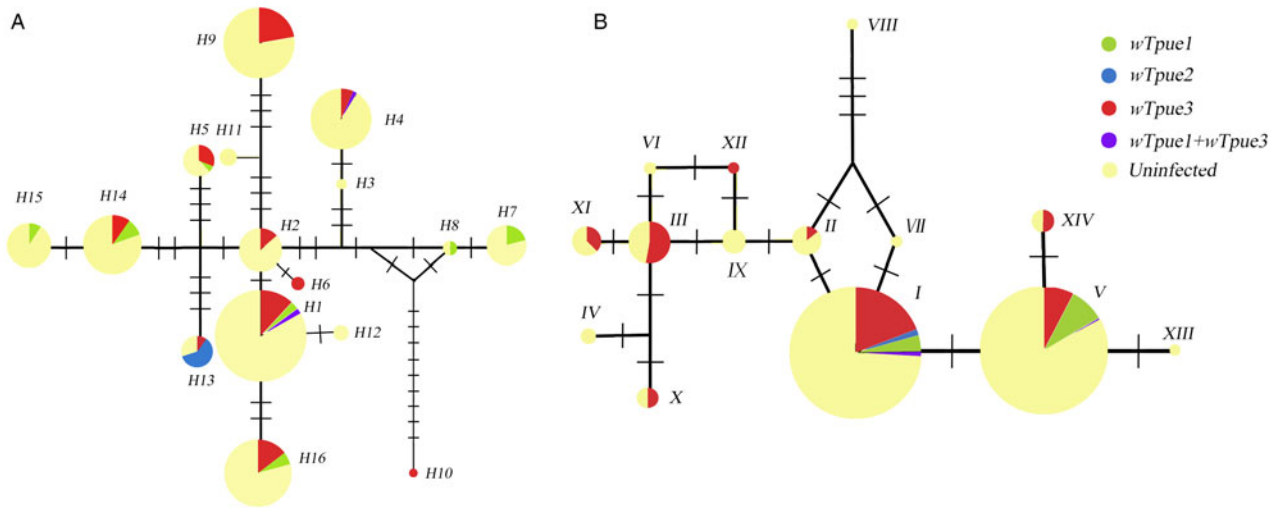 A
H9
H4
H5
H11
H3
H15
H14
H2
H8
H7
H6
H1
H12
H13
H16
H10
B
VIII
VI
XII
XI
III
II
VII
IX
IV
I
XIV
V
XIII
X
wTpue1
wTpue2
wTpue3
wTpue1+wTpue3
Uninfected